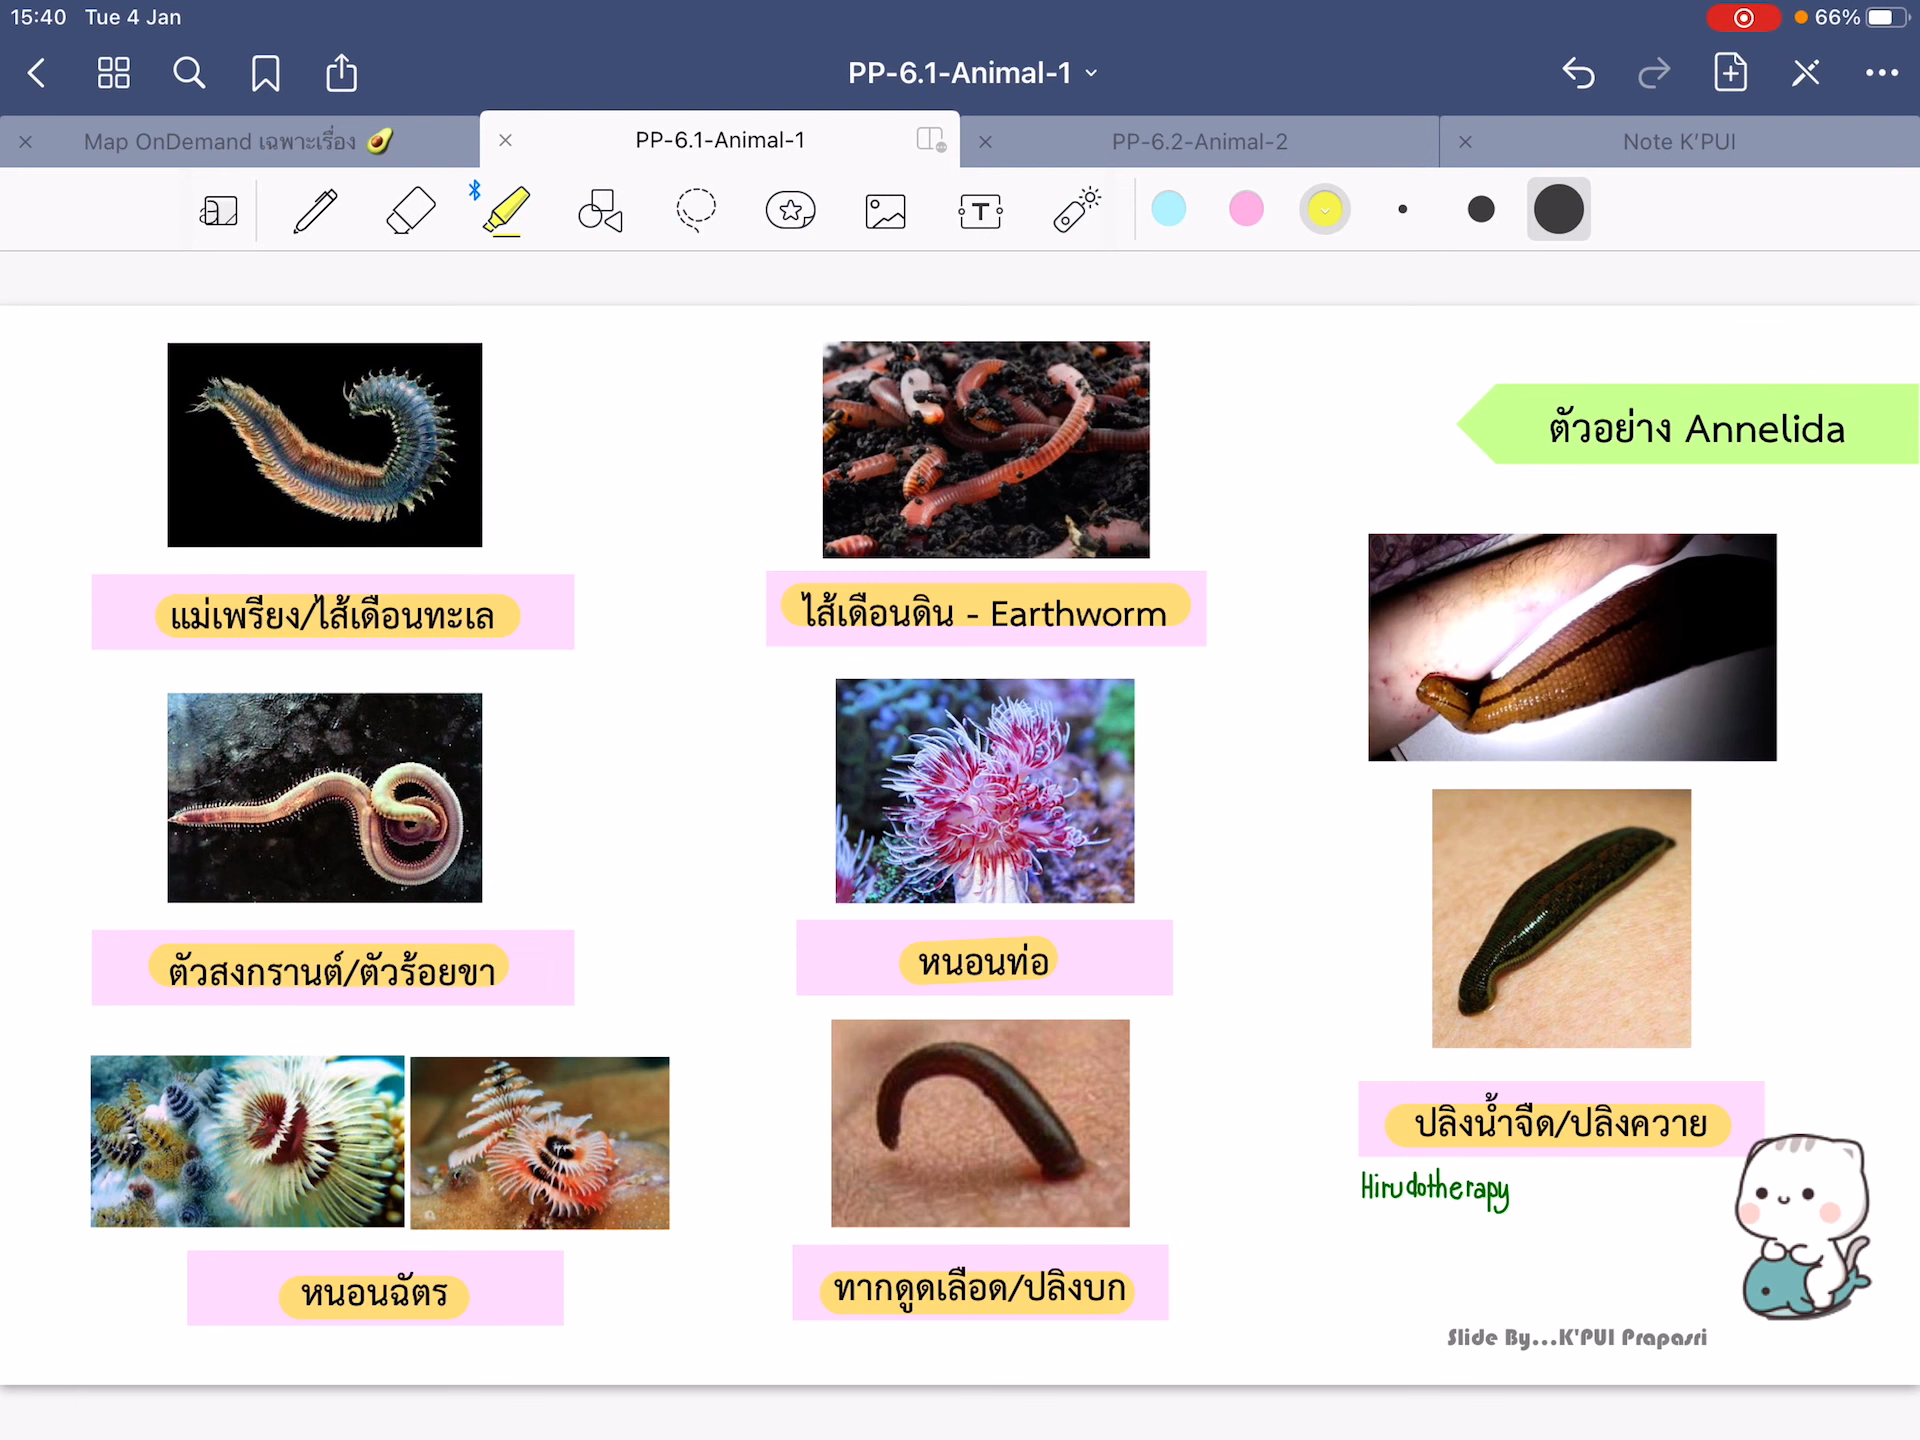 15:40 Tue 4 Jan
66%
PP-6.1-Animal-1
Map OnDemand เฉพาะเรื่อง 🥑
PP-6.1-Animal-1
PP-6.2-Animal-2
Note K'PUI
T
ตัวอย่าง Annelida
แม่เพรียง/ไส้เดือนทะเล
ไส้เดือนดิน - Earthworm
ตัวสงกรานต์/ตัวร้อยขา
หนอนท่อ
ปลิงน้ำจืด/ปลิงควาย
Hirudotherapy
หนอนฉัตร
ทากดูดเลือด/ปลิงบก
Slide By...K'PUI Prapasri